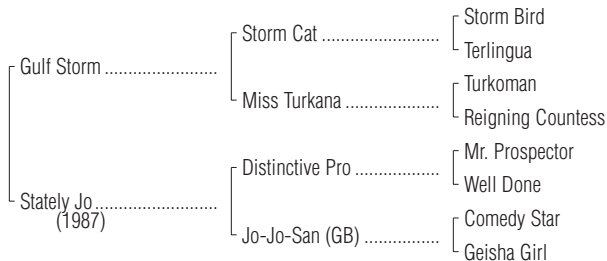 Storm Bird
Storm Cat ........................
Terlingua
Gulf Storm .......................
Turkoman
Miss Turkana ...................
Reigning Countess
Mr. Prospector
Distinctive Pro .................
Well Done
Stately Jo .........................
(1987)
Comedy Star
Jo-Jo-San (GB) ...............
Geisha Girl